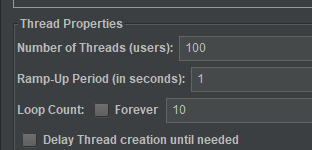 Thread Properties
Number of Threads (users): 100
Ramp-Up Period (in seconds): 1
Loop Count: Forever 10
Delay Thread creation until needed